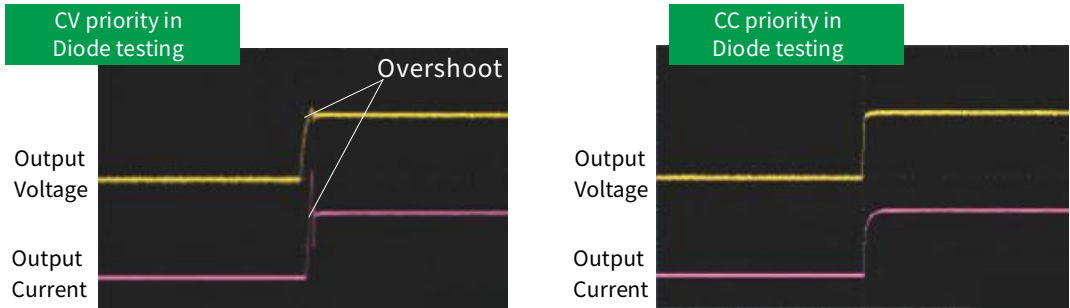 CV priority in
Diode testing
Overshoot
Output
Voltage
Output
Current
CC priority in
Diode testing
Output
Voltage
Output
Current